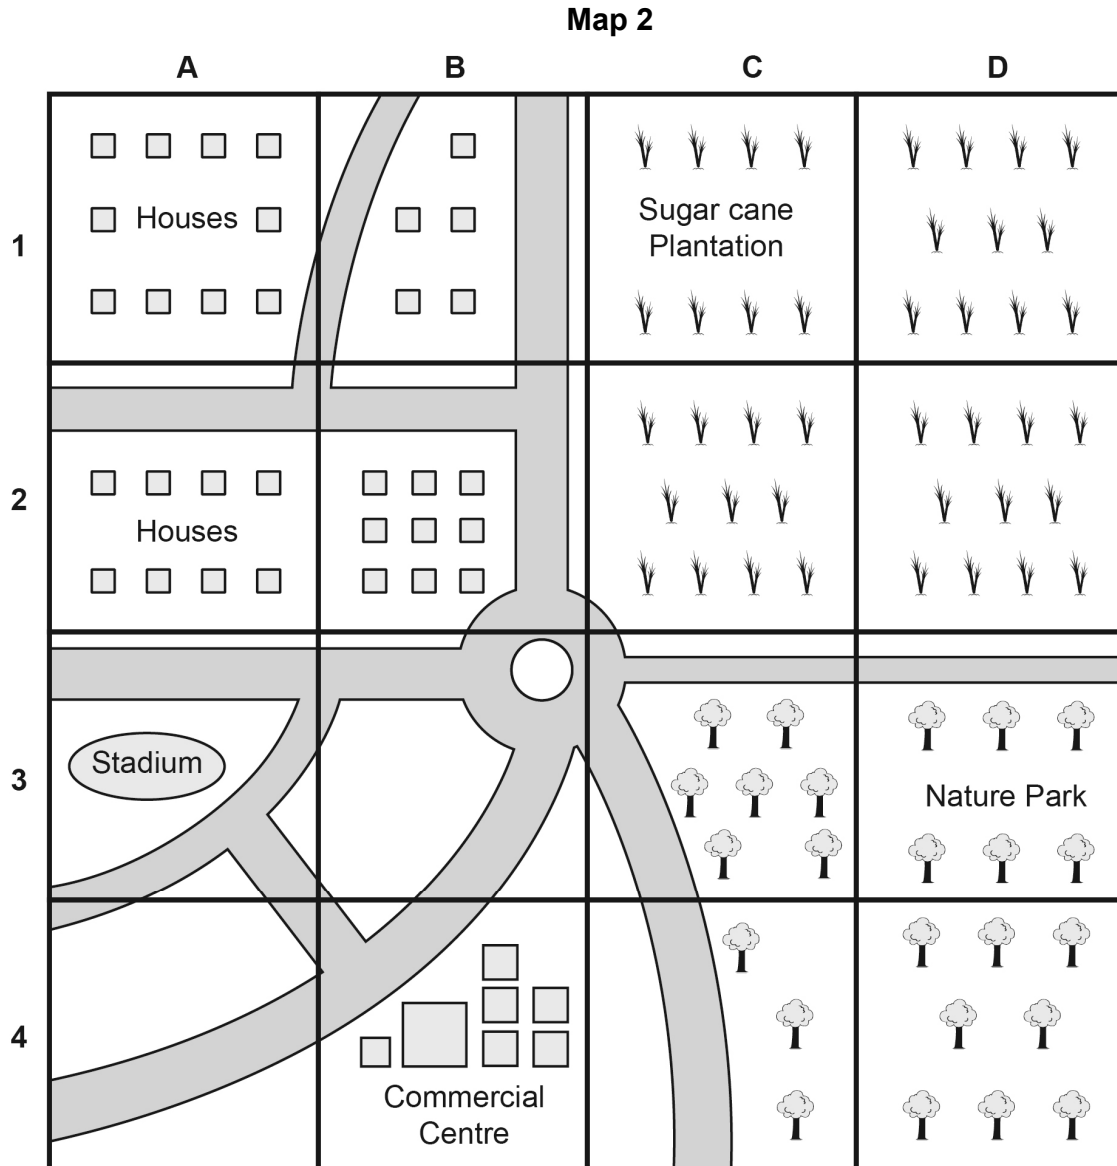 Map 2
A B C D
1
Houses
Sugar cane
Plantation
2
Houses
3
Stadium
Nature Park
4
Commercial
Centre